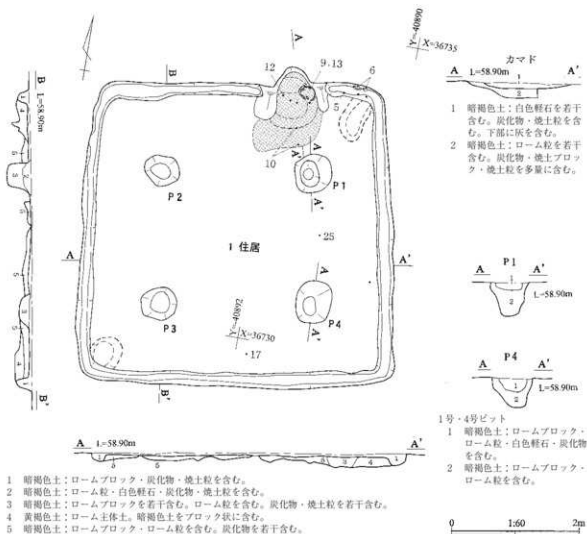 A
Y=-40890
X=36735
カマド
A L=58.90m A'
1
2
1 暗褐色土：白色軽石を若干
含む。炭化物・焼土粒を含
む。下部に灰を含む。
2 暗褐色土：ローム粒を若干
含む。炭化物・焼土ブロッ
ク・焼土粒を多量に含む。
B
L=58.90m
B
12
9.13
6
5
10
A'
A
P2
P1
A'
25
1住居
A
A'
A
P3
P4
A'
Y=-40892
X=36730
17
B'
B'
P1
A A'
1
L=58.90m
2
P4
A A'
1
L=58.90m
2
1号・4号ピット
1 暗褐色土：ロームブロック・
ローム粒・白色軽石・炭化物
を含む。
2 暗褐色土：ロームブロック・
ローム粒を含む。
A L=58.90m A'
1 暗褐色土：ロームブロック・炭化物・焼土粒を含む。
2 暗褐色土：ローム粒・白色軽石・炭化物・焼土粒を含む。
3 暗褐色土：ロームブロックを若干含む。ローム粒を含む。炭化物・焼土粒を若干含む。
4 黄褐色土：ローム主体土。暗褐色土をブロック状に含む。
5 暗褐色土：ロームブロック・ローム粒を含む。炭化物を若干含む。
0 1:60 2m